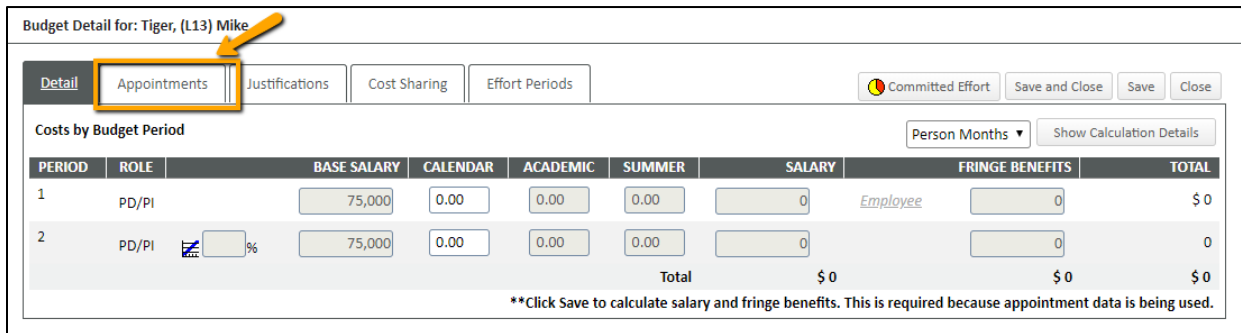 Budget Detail for: Tiger, (L13) Mike
Detail Appointments Justifications Cost Sharing Effort Periods Committed Effort Save and Close Save Close
Costs by Budget Period Person Months Show Calculation Details
PERIOD ROLE BASE SALARY CALENDAR ACADEMIC SUMMER SALARY FRINGE BENEFITS TOTAL
1 PD/PI 75,000 0.00 0.00 0.00 0 Employee 0 $ 0
2 PD/PI % 75,000 0.00 0.00 0.00 0 0 0
Total $ 0 $ 0 $ 0
**Click Save to calculate salary and fringe benefits. This is required because appointment data is being used.